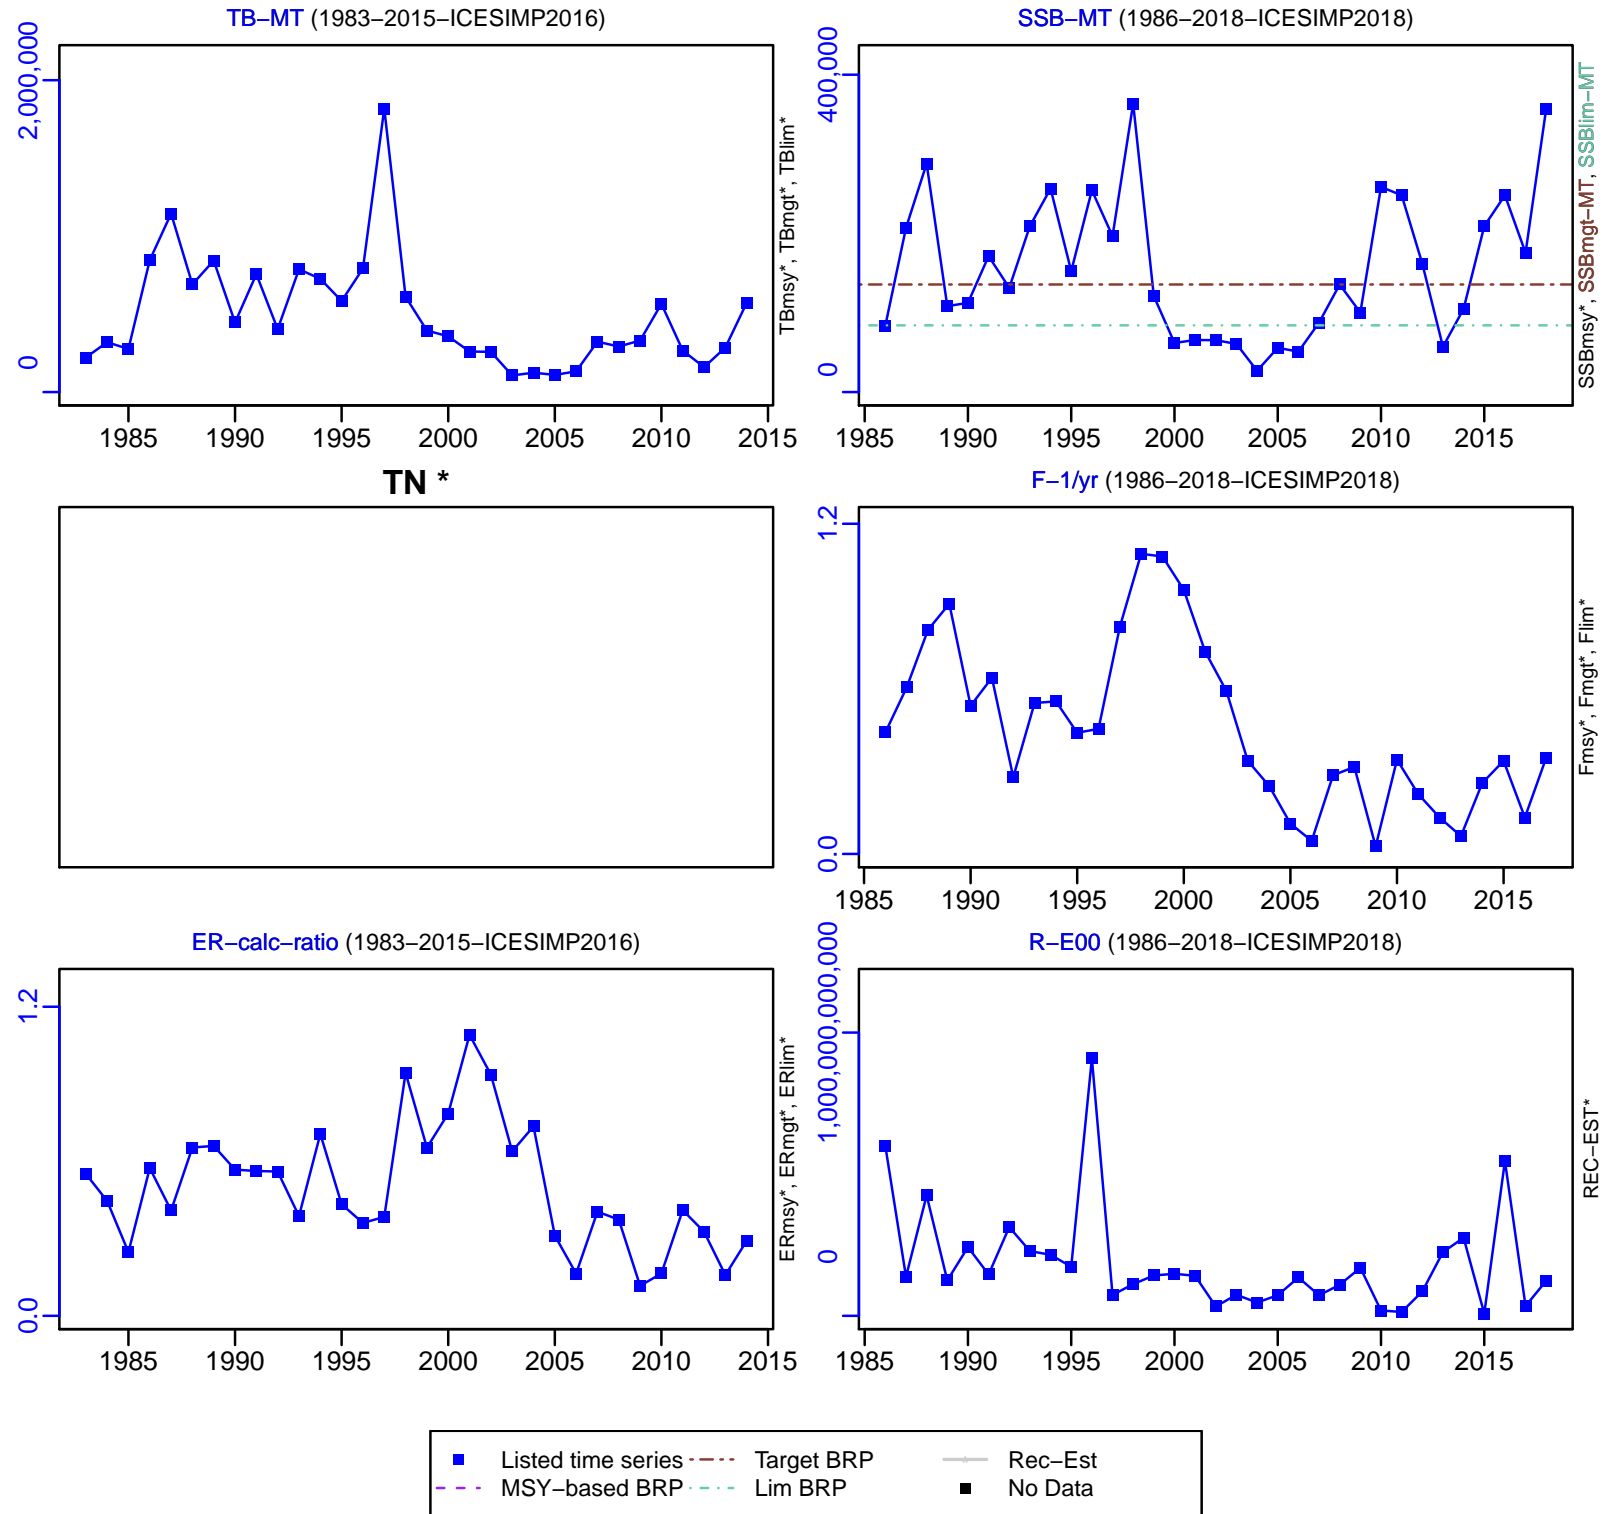 TB−MT (1983−2015−ICESIMP2016)
2,000,000
0
TBmsy*, TBmgt*, TBlim*
1985 1990 1995 2000 2005 2010 2015
SSB−MT (1986−2018−ICESIMP2018)
400,000
0
SSBmsy*, SSBmgt−MT, SSBlim−MT
1985 1990 1995 2000 2005 2010 2015
TN *
F−1/yr (1986−2018−ICESIMP2018)
1.2
0.0
Fmsy*, Fmgt*, Flim*
1985 1990 1995 2000 2005 2010 2015
ER−calc−ratio (1983−2015−ICESIMP2016)
1.2
0.0
ERmsy*, ERmgt*, ERlim*
1985 1990 1995 2000 2005 2010 2015
R−E00 (1986−2018−ICESIMP2018)
1,000,000,000
0
REC−EST*
1985 1990 1995 2000 2005 2010 2015
Listed time series Target BRP Rec−Est
MSY−based BRP Lim BRP No Data